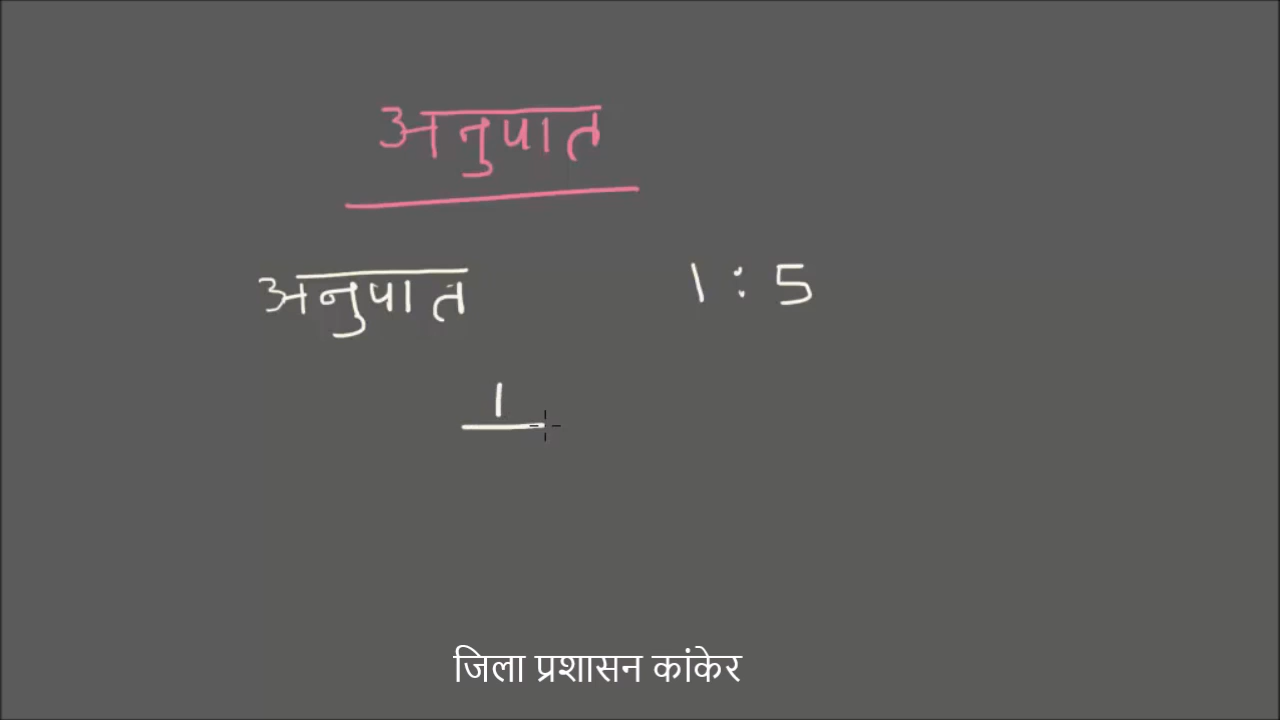 अनुपात
अनुपात 1 : 5
1
जिला प्रशासन कांकेर